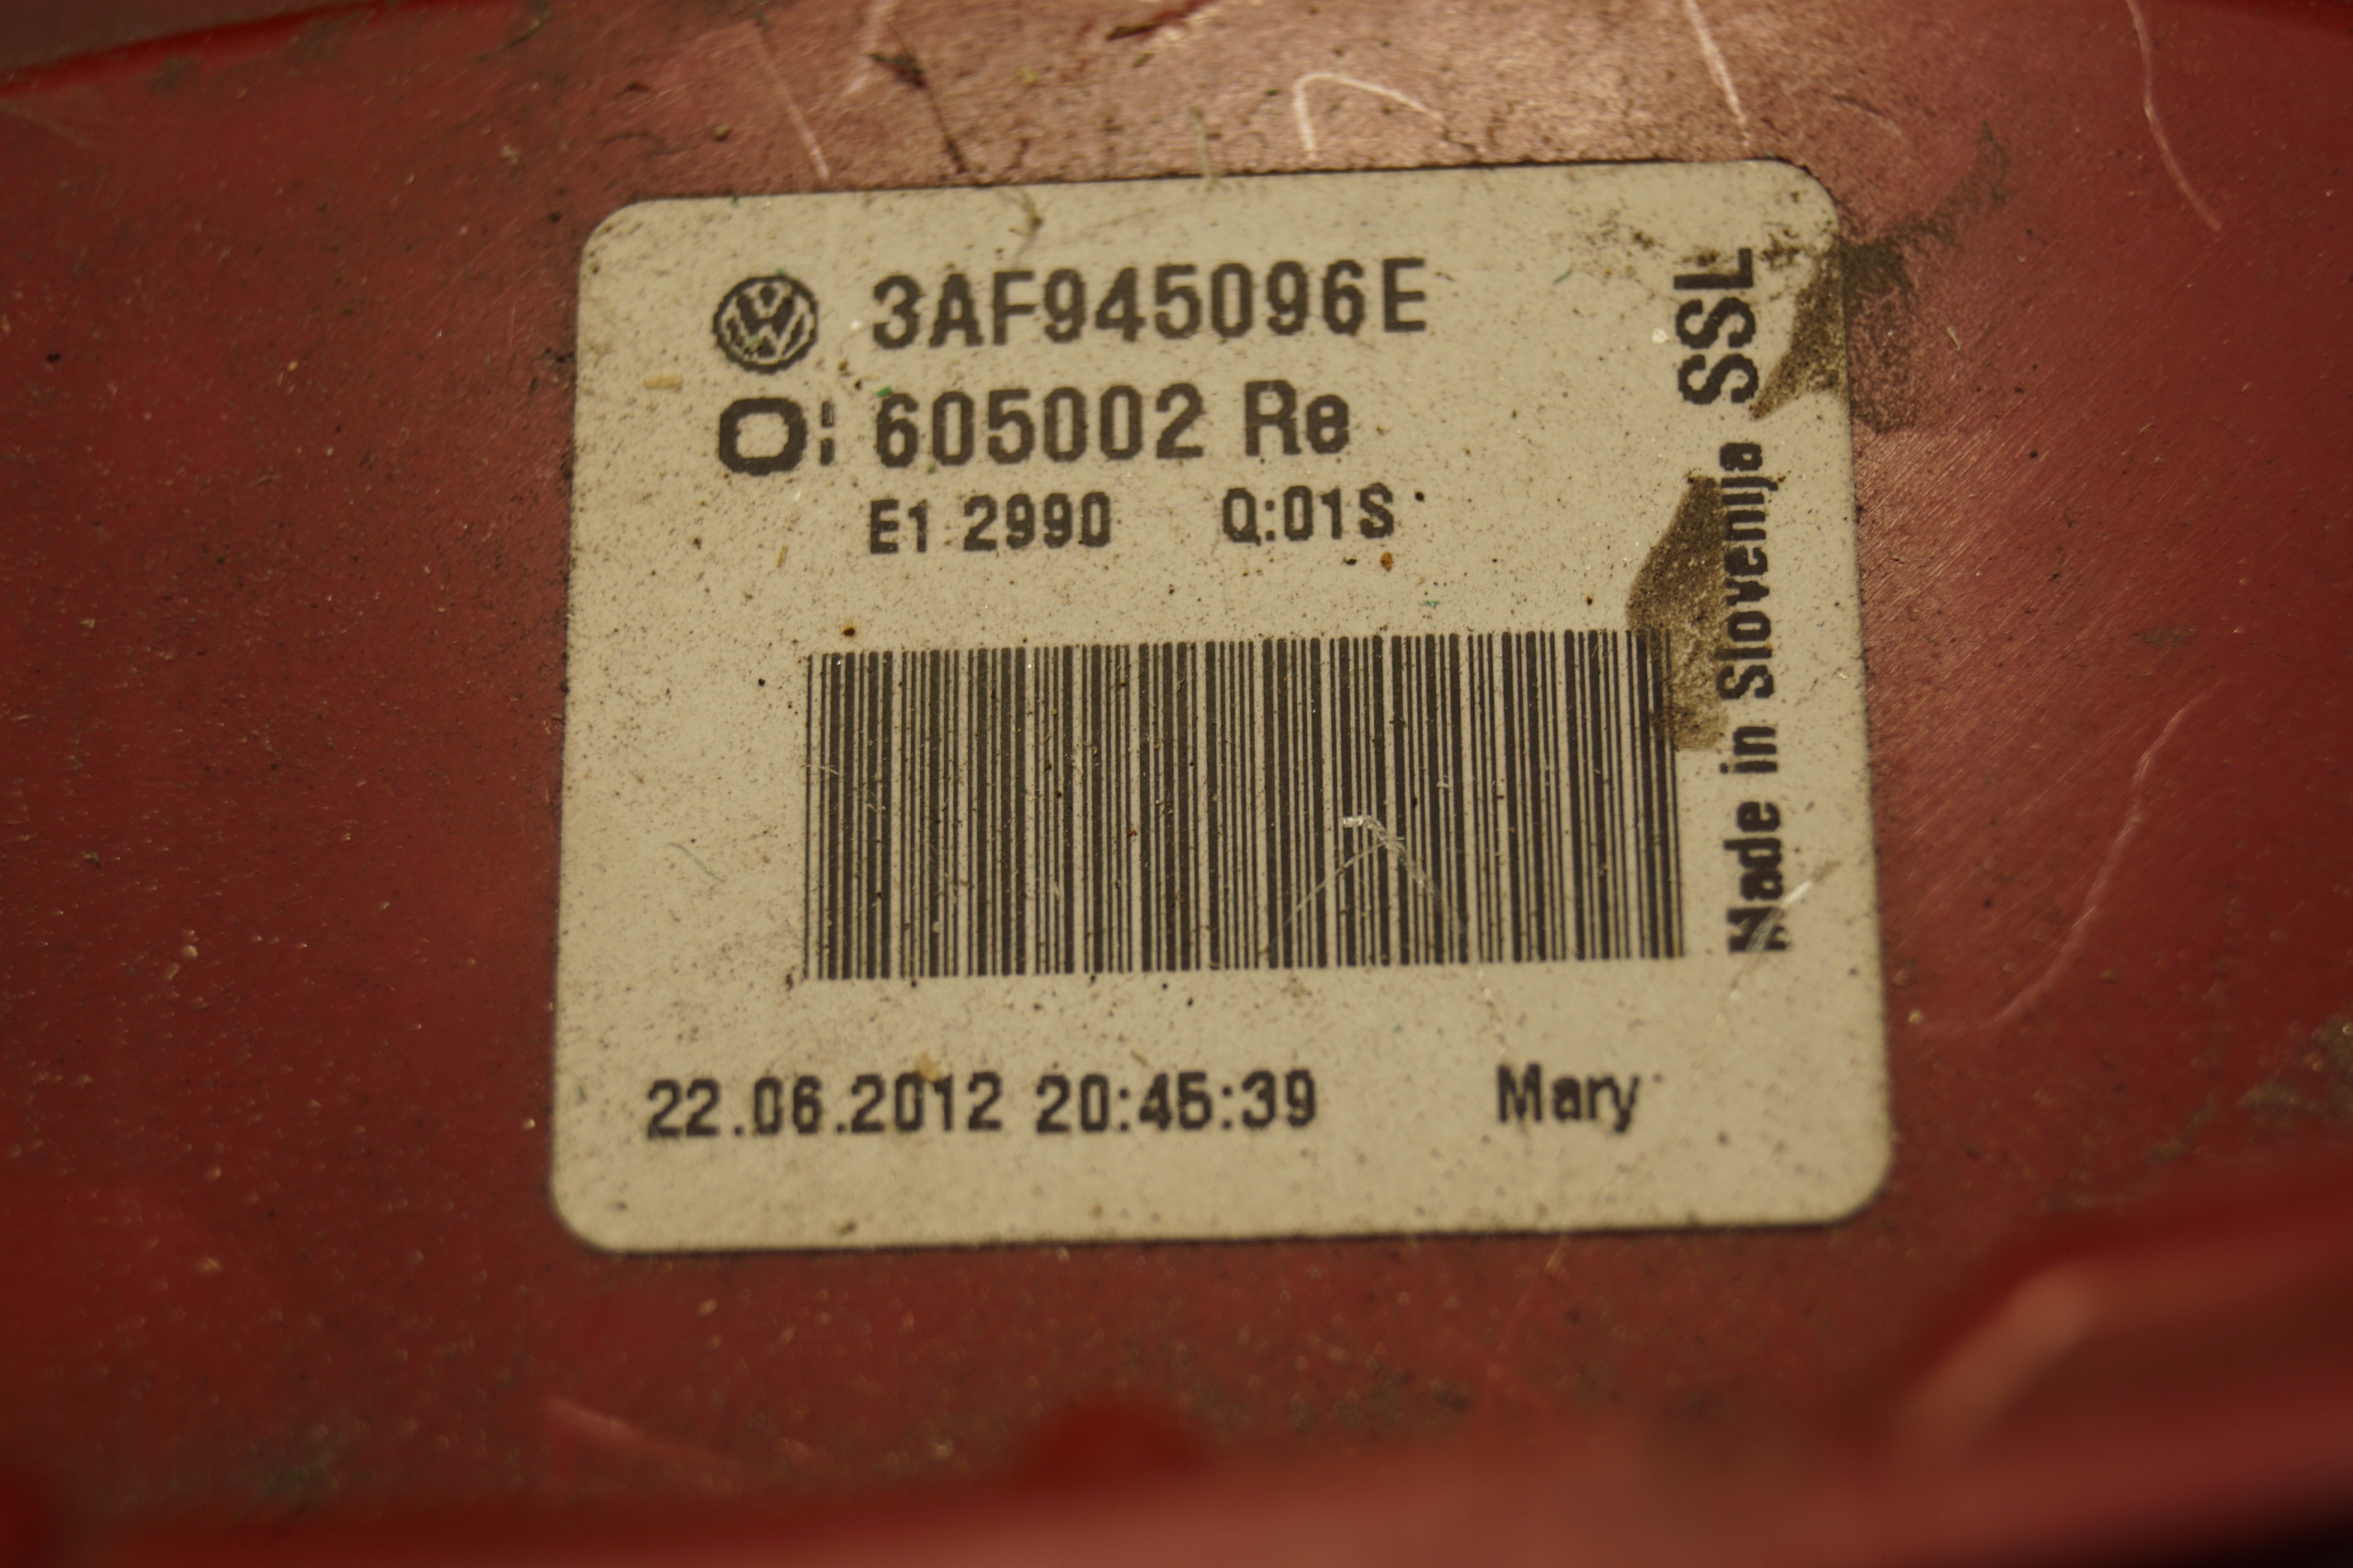 3AF945096E
O: 605002 Re
E1 2990 Q:01S
22.06.2012 20:45:39 Mary
Made in Slovenija SSL